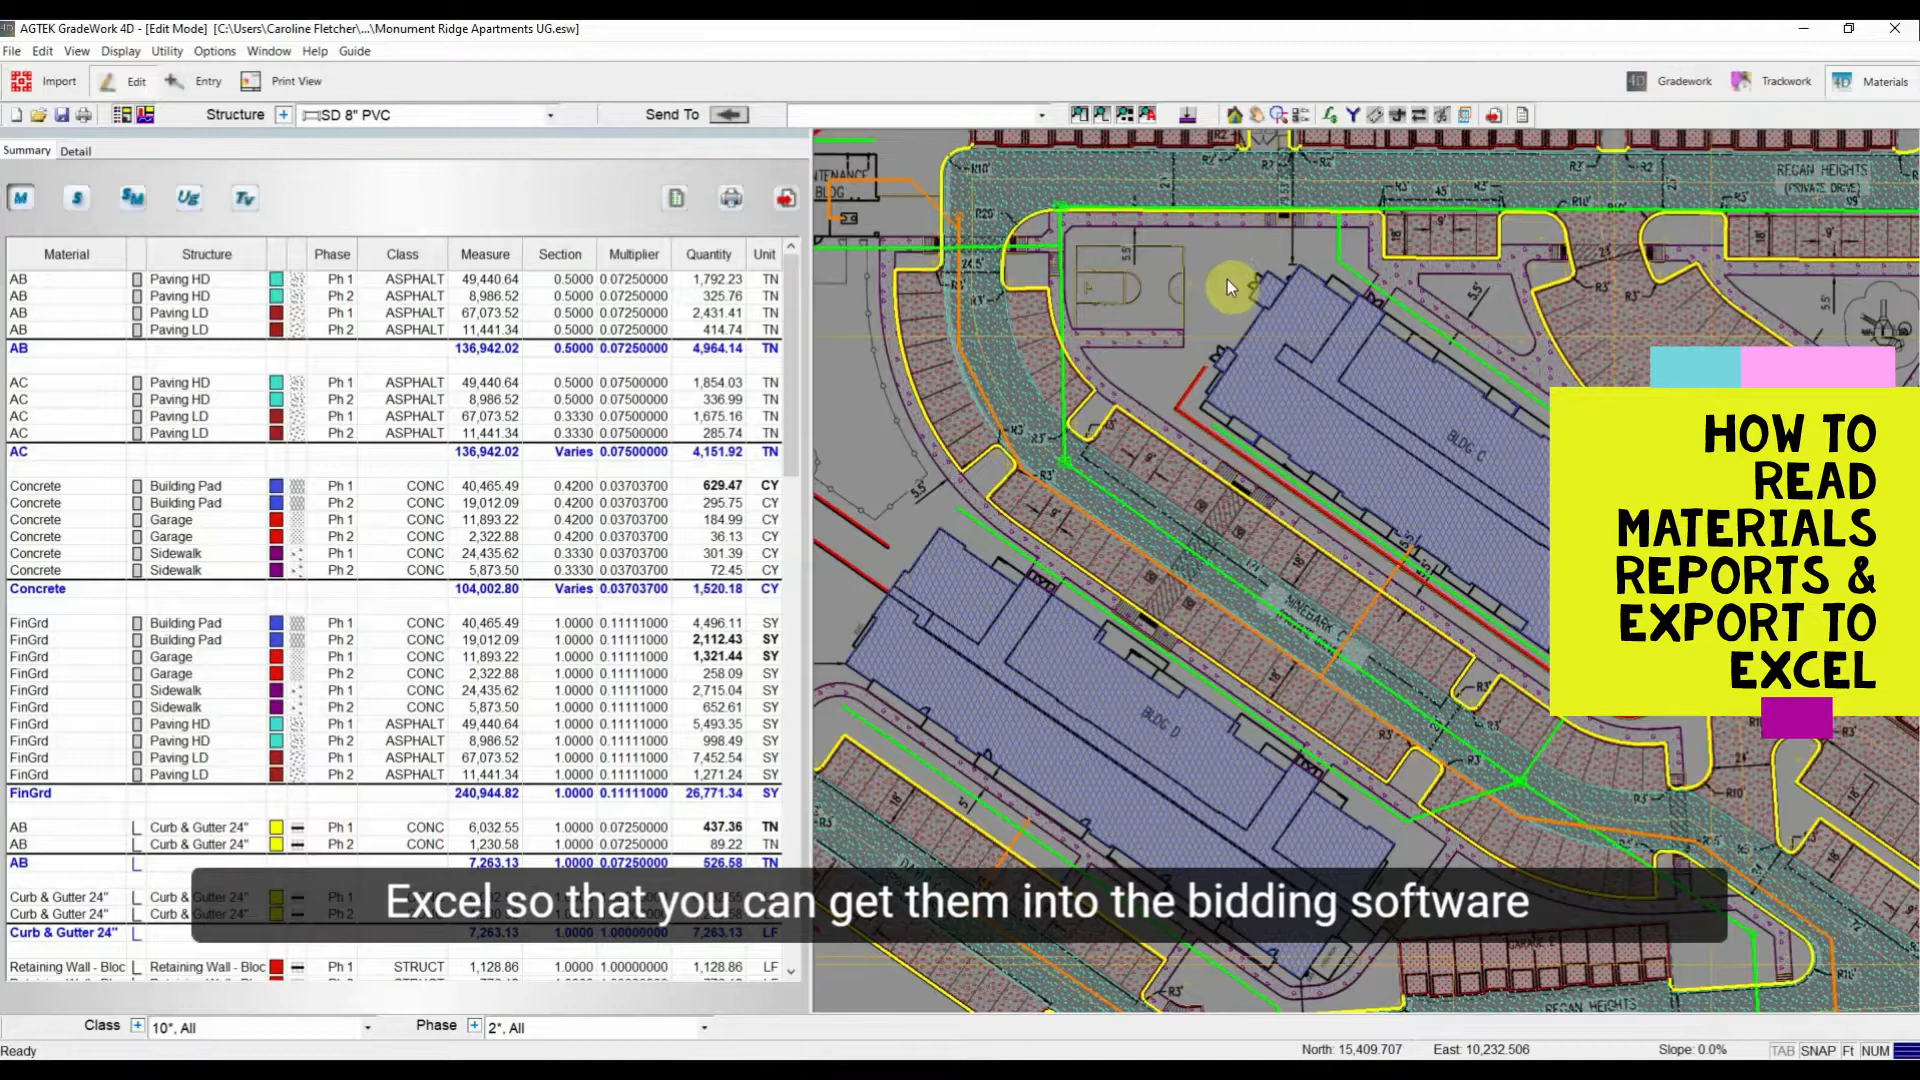 AGTEK GradeWork 4D - [Edit Mode]  [C:\Users\Caroline Fletcher\...\Monument Ridge Apartments UG.esw]
File Edit View Display Utility Options Window Help Guide
Import Edit Entry Print View 4D Gradework Trackwork 4D Materials
Structure + SD 8" PVC Send To
Summary Detail
M S SM Ug Tv
Material Structure Phase Class Measure Section Multiplier Quantity Unit
AB Paving HD Ph 1 ASPHALT 49,440.64 0.5000 0.07250000 1,792.23 TN
AB Paving HD Ph 2 ASPHALT 8,986.52 0.5000 0.07250000 325.76 TN
AB Paving LD Ph 1 ASPHALT 67,073.52 0.5000 0.07250000 2,431.41 TN
AB Paving LD Ph 2 ASPHALT 11,441.34 0.5000 0.07250000 414.74 TN
AB 136,942.02 0.5000 0.07250000 4,964.14 TN
AC Paving HD Ph 1 ASPHALT 49,440.64 0.5000 0.07500000 1,854.03 TN
AC Paving HD Ph 2 ASPHALT 8,986.52 0.5000 0.07500000 336.99 TN
AC Paving LD Ph 1 ASPHALT 67,073.52 0.3330 0.07500000 1,675.16 TN
AC Paving LD Ph 2 ASPHALT 11,441.34 0.3330 0.07500000 285.74 TN
AC 136,942.02 Varies 0.07500000 4,151.92 TN
Concrete Building Pad Ph 1 CONC 40,465.49 0.4200 0.03703700 629.47 CY
Concrete Building Pad Ph 2 CONC 19,012.09 0.4200 0.03703700 295.75 CY
Concrete Garage Ph 1 CONC 11,893.22 0.4200 0.03703700 184.99 CY
Concrete Garage Ph 2 CONC 2,322.88 0.4200 0.03703700 36.13 CY
Concrete Sidewalk Ph 1 CONC 24,435.62 0.3330 0.03703700 301.39 CY
Concrete Sidewalk Ph 2 CONC 5,873.50 0.3330 0.03703700 72.45 CY
Concrete 104,002.80 Varies 0.03703700 1,520.18 CY
FinGrd Building Pad Ph 1 CONC 40,465.49 1.0000 0.11111000 4,496.11 SY
FinGrd Building Pad Ph 2 CONC 19,012.09 1.0000 0.11111000 2,112.43 SY
FinGrd Garage Ph 1 CONC 11,893.22 1.0000 0.11111000 1,321.44 SY
FinGrd Garage Ph 2 CONC 2,322.88 1.0000 0.11111000 258.09 SY
FinGrd Sidewalk Ph 1 CONC 24,435.62 1.0000 0.11111000 2,715.04 SY
FinGrd Sidewalk Ph 2 CONC 5,873.50 1.0000 0.11111000 652.61 SY
FinGrd Paving HD Ph 1 ASPHALT 49,440.64 1.0000 0.11111000 5,493.35 SY
FinGrd Paving HD Ph 2 ASPHALT 8,986.52 1.0000 0.11111000 998.49 SY
FinGrd Paving LD Ph 1 ASPHALT 67,073.52 1.0000 0.11111000 7,452.54 SY
FinGrd Paving LD Ph 2 ASPHALT 11,441.34 1.0000 0.11111000 1,271.24 SY
FinGrd 240,944.82 1.0000 0.11111000 26,771.34 SY
AB Curb & Gutter 24" Ph 1 CONC 6,032.55 1.0000 0.07250000 437.36 TN
AB Curb & Gutter 24" Ph 2 CONC 1,230.58 1.0000 0.07250000 89.22 TN
AB 7,263.13 1.0000 0.07250000 526.58 TN
Curb & Gutter 24" Curb & Gutter 24" Ph 1
Curb & Gutter 24" Curb & Gutter 24" Ph 2
Curb & Gutter 24" 7,263.13 1.0000 1.00000000 7,263.13 LF
Retaining Wall - Bloc Retaining Wall - Bloc Ph 1 STRUCT 1,128.86 1.0000 1.00000000 1,128.86 LF
BLDG
REGAN HEIGHTS
(PRIVATE DRIVE)
BLDG C
MINEBARK C
BLDG D
GARAGE
REGAN HEIGHTS
HOW TO
READ
MATERIALS
REPORTS &
EXPORT TO
EXCEL
Excel so that you can get them into the bidding software
Class + 10*, All Phase + 2*, All
Ready North: 15,409.707 East: 10,232.506 Slope: 0.0% TAB SNAP Ft NUM